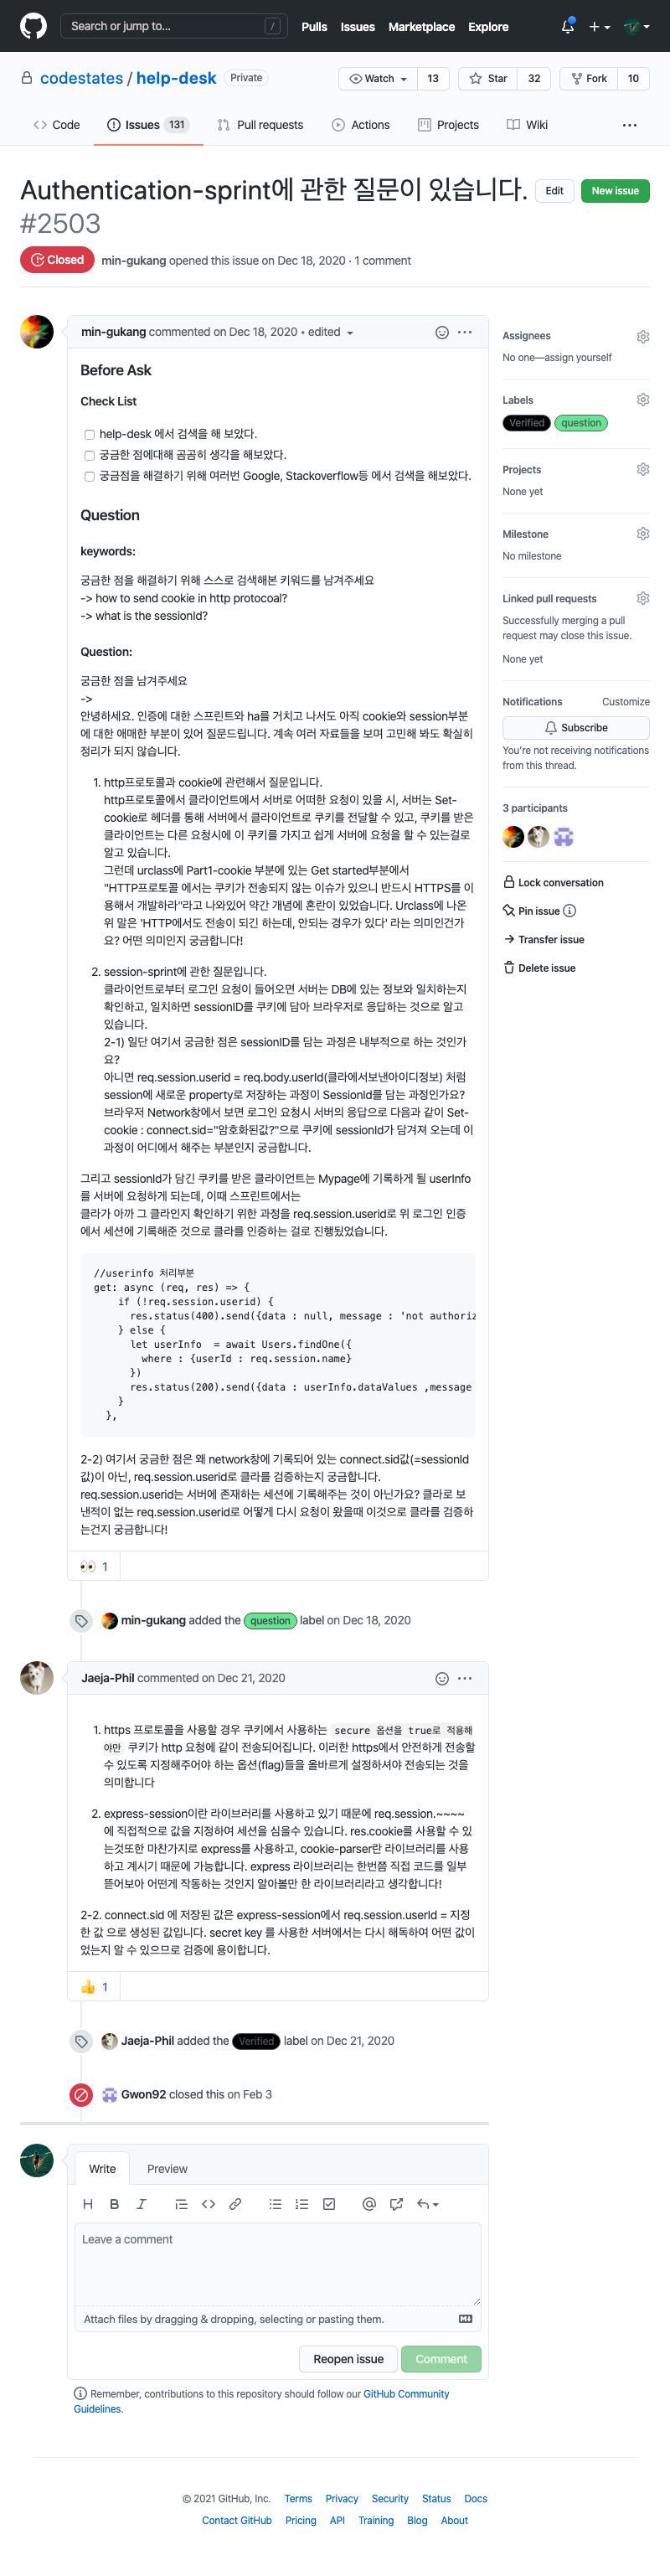 Search or jump to...
/
Pulls Issues Marketplace Explore
codestates / help-desk Private
Watch 13 Star 32 Fork 10
Code Issues 131 Pull requests Actions Projects Wiki
Authentication-sprint에 관한 질문이 있습니다.
#2503
Edit New issue
Closed min-gukang opened this issue on Dec 18, 2020 · 1 comment
min-gukang commented on Dec 18, 2020 • edited
Before Ask
Check List
help-desk 에서 검색을 해 보았다.
궁금한 점에대해 곰곰히 생각을 해보았다.
궁금점을 해결하기 위해 여러번 Google, Stackoverflow등 에서 검색을 해보았다.
Question
keywords:
궁금한 점을 해결하기 위해 스스로 검색해본 키워드를 남겨주세요
-> how to send cookie in http protocoal?
-> what is the sessionId?
Question:
궁금한 점을 남겨주세요
->
안녕하세요. 인증에 대한 스프린트와 ha를 거치고 나서도 아직 cookie와 session부분
에 대한 애매한 부분이 있어 질문드립니다. 계속 여러 자료들을 보며 고민해 봐도 확실히
정리가 되지 않습니다.
1. http프로토콜과 cookie에 관련해서 질문입니다.
http프로토콜에서 클라이언트에서 서버로 어떠한 요청이 있을 시, 서버는 Set-
cookie로 헤더를 통해 서버에서 클라이언트로 쿠키를 전달할 수 있고, 쿠키를 받은
클라이언트는 다른 요청시에 이 쿠키를 가지고 쉽게 서버에 요청을 할 수 있는걸로
알고 있습니다.
그런데 urclass에 Part1-cookie 부분에 있는 Get started부분에서
"HTTP프로토콜 에서는 쿠키가 전송되지 않는 이슈가 있으니 반드시 HTTPS를 이
용해서 개발하라"라고 나와있어 약간 개념에 혼란이 있었습니다. Urclass에 나온
위 말은 'HTTP에서도 전송이 되긴 하는데, 안되는 경우가 있다' 라는 의미인건가
요? 어떤 의미인지 궁금합니다!
2. session-sprint에 관한 질문입니다.
클라이언트로부터 로그인 요청이 들어오면 서버는 DB에 있는 정보와 일치하는지
확인하고, 일치하면 sessionID를 쿠키에 담아 브라우저로 응답하는 것으로 알고
있습니다.
2-1) 일단 여기서 궁금한 점은 sessionID를 담는 과정은 내부적으로 하는 것인가
요?
아니면 req.session.userid = req.body.userId(클라에서보낸아이디정보) 처럼
session에 새로운 property로 저장하는 과정이 SessionId를 담는 과정인가요?
브라우저 Network창에서 보면 로그인 요청시 서버의 응답으로 다음과 같이 Set-
cookie : connect.sid="암호화된값?"으로 쿠키에 sessionId가 담겨져 오는데 이
과정이 어디에서 해주는 부분인지 궁금합니다.
그리고 sessionId가 담긴 쿠키를 받은 클라이언트는 Mypage에 기록하게 될 userInfo
를 서버에 요청하게 되는데, 이때 스프린트에서는
클라가 아까 그 클라인지 확인하기 위한 과정을 req.session.userid로 위 로그인 인증
에서 세션에 기록해준 것으로 클라를 인증하는 걸로 진행됬었습니다.
//userinfo 처리부분
get: async (req, res) => {
if (!req.session.userid) {
res.status(400).send({data : null, message : 'not authoriz
} else {
let userInfo = await Users.findOne({
where : {userId : req.session.name}
})
res.status(200).send({data : userInfo.dataValues ,message
}
},
2-2) 여기서 궁금한 점은 왜 network창에 기록되어 있는 connect.sid값(=sessionId
값)이 아닌, req.session.userid로 클라를 검증하는지 궁금합니다.
req.session.userid는 서버에 존재하는 세션에 기록해주는 것이 아닌가요? 클라로 보
낸적이 없는 req.session.userid로 어떻게 다시 요청이 왔을때 이것으로 클라를 검증하
는건지 궁금합니다!
👀 1
min-gukang added the question label on Dec 18, 2020
Jaeja-Phil commented on Dec 21, 2020
1. https 프로토콜을 사용할 경우 쿠키에서 사용하는 secure 옵션을 true로 적용해
야만 쿠키가 http 요청에 같이 전송되어집니다. 이러한 https에서 안전하게 전송할
수 있도록 지정해주어야 하는 옵션(flag)들을 올바르게 설정하셔야 전송되는 것을
의미합니다
2. express-session이란 라이브러리를 사용하고 있기 때문에 req.session.~~~~
에 직접적으로 값을 지정하여 세션을 심을수 있습니다. res.cookie를 사용할 수 있
는것또한 마찬가지로 express를 사용하고, cookie-parser란 라이브러리를 사용
하고 계시기 때문에 가능합니다. express 라이브러리는 한번쯤 직접 코드를 일부
뜯어보아 어떤게 작동하는 것인지 알아볼만 한 라이브러리라고 생각합니다!
2-2. connect.sid 에 저장된 값은 express-session에서 req.session.userId = 지정
한 값 으로 생성된 값입니다. secret key 를 사용한 서버에서는 다시 해독하여 어떤 값이
었는지 알 수 있으므로 검증에 용이합니다.
👍 1
Jaeja-Phil added the Verified label on Dec 21, 2020
Gwon92 closed this on Feb 3
Assignees
No one—assign yourself
Labels
Verified question
Projects
None yet
Milestone
No milestone
Linked pull requests
Successfully merging a pull
request may close this issue.
None yet
Notifications Customize
Subscribe
You're not receiving notifications
from this thread.
3 participants
Lock conversation
Pin issue
Transfer issue
Delete issue
Write Preview
H B I
Leave a comment
Attach files by dragging & dropping, selecting or pasting them.
Reopen issue Comment
Remember, contributions to this repository should follow our GitHub Community
Guidelines.
© 2021 GitHub, Inc. Terms Privacy Security Status Docs
Contact GitHub Pricing API Training Blog About